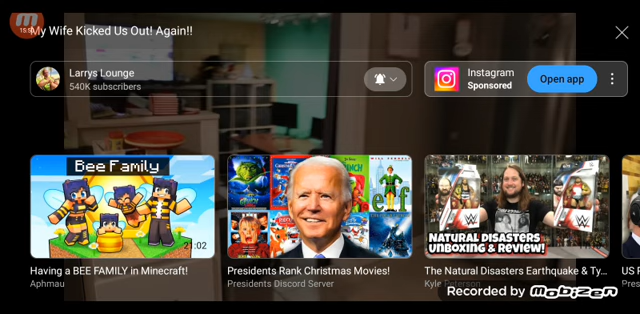 My Wife Kicked Us Out! Again!!
Larrys Lounge
540K subscribers
Instagram
Sponsored
Open app
Bee Family
21:02
elf
W
NATURAL DISASTERS
UNBOXING & REVIEW!
Having a BEE FAMILY in Minecraft!
Aphmau
Presidents Rank Christmas Movies!
Presidents Discord Server
The Natural Disasters Earthquake & Ty...
Kyle Peterson
US P
Pres
Recorded by Mobizen